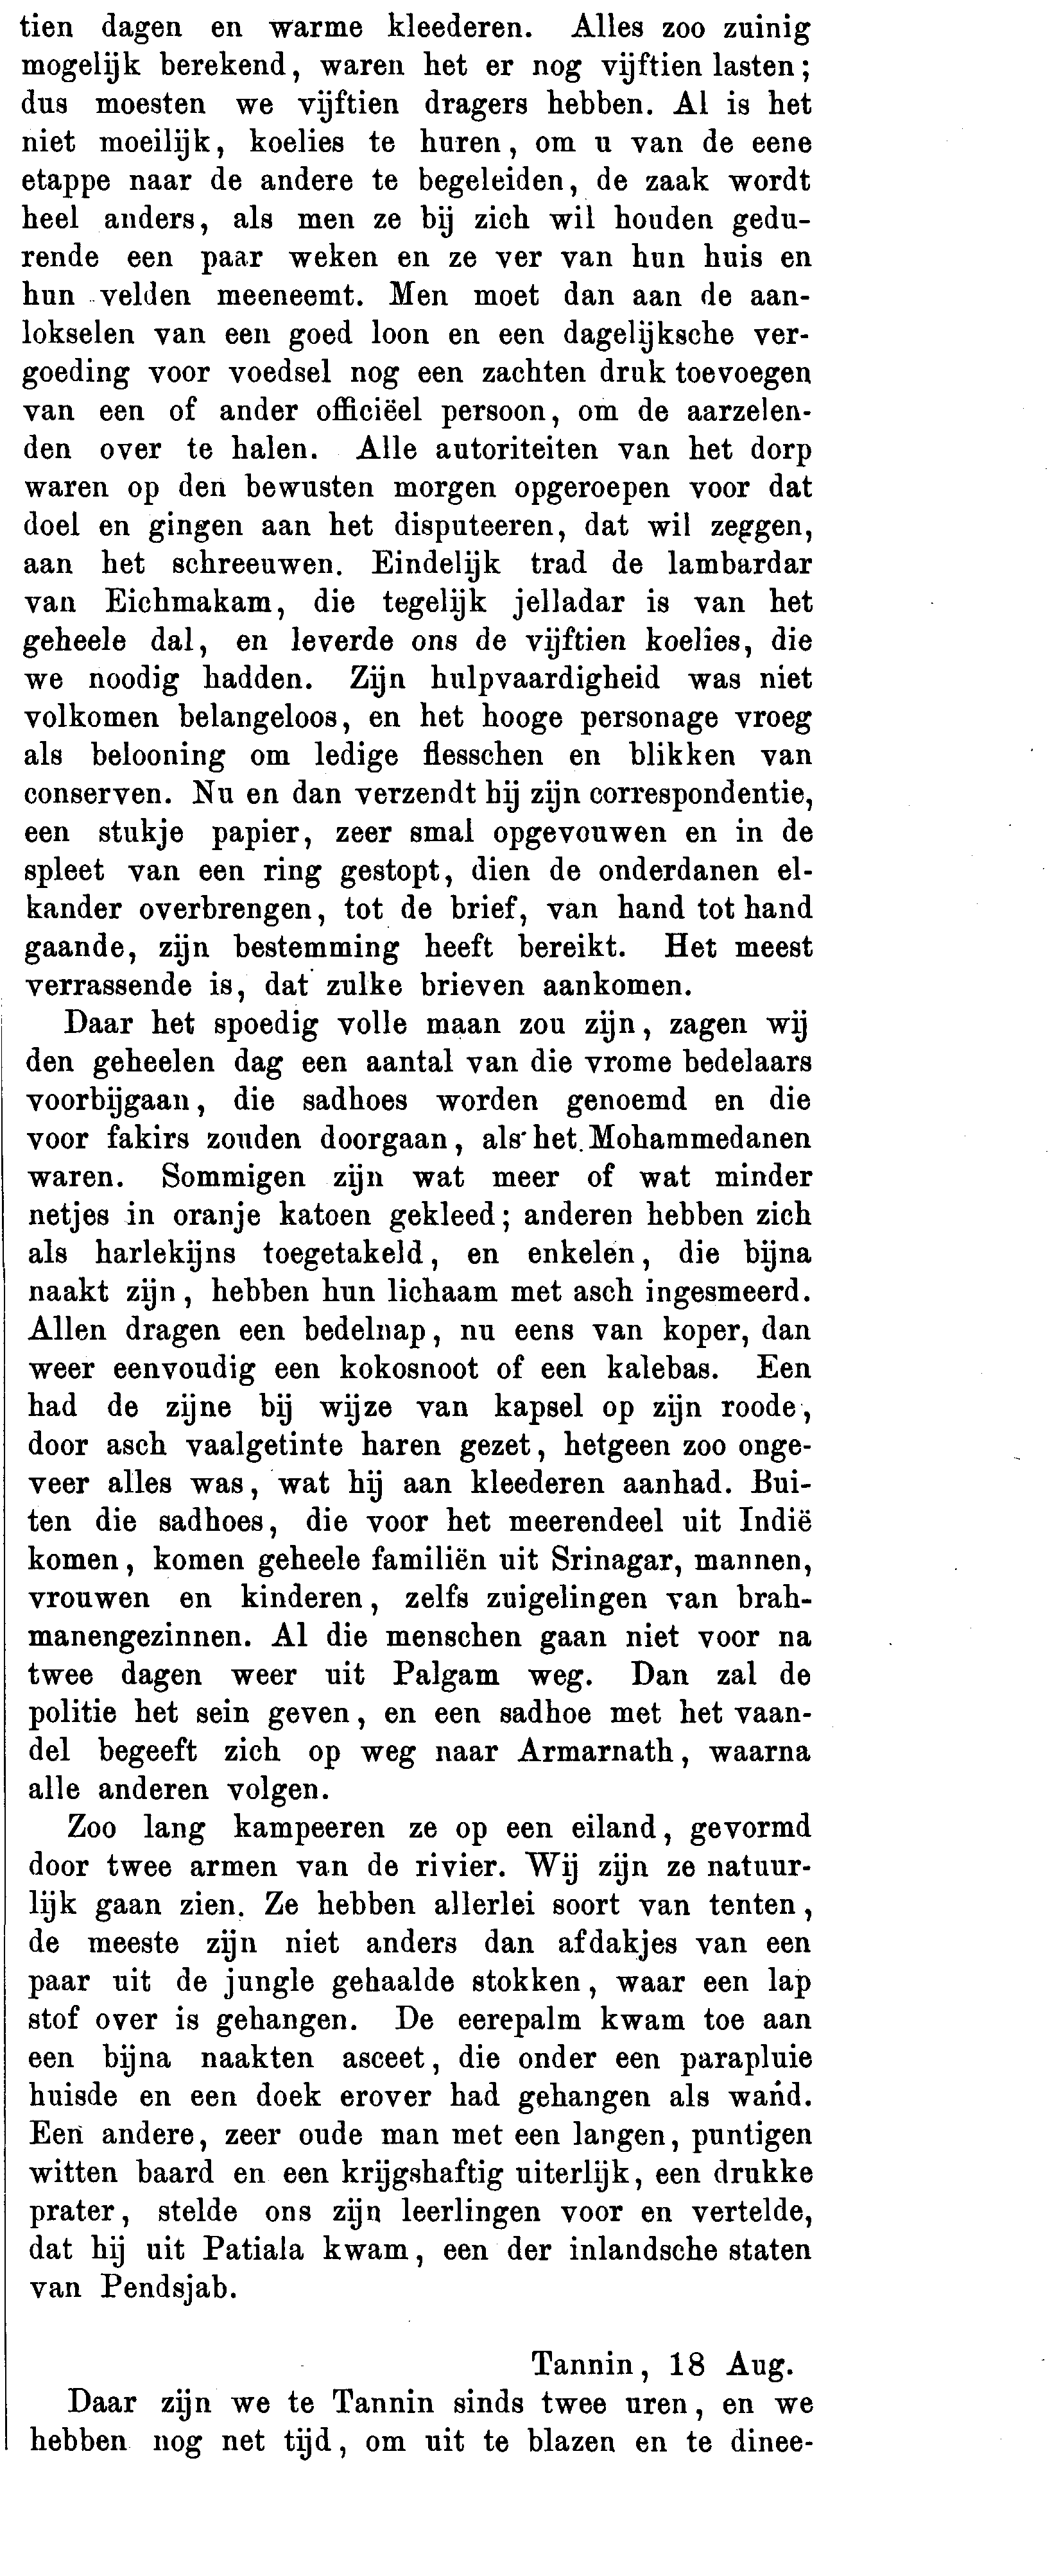 tien dagen en warme kleederen. Alles zoo zuinig
mogelijk berekend, waren het er nog vijftien lasten;
dus moesten we vijftien dragers hebben. Al is het
niet moeilijk, koelies te huren, om u van de eene
etappe naar de andere te begeleiden, de zaak wordt
heel anders, als men ze bij zich wil houden gedu-
rende een paar weken en ze ver van hun huis en
hun velden meeneemt. Men moet dan aan de aan-
lokselen van een goed loon en een dagelijksche ver-
goeding voor voedsel nog een zachten druk toevoegen
van een of ander officiëel persoon, om de aarzelen-
den over te halen. Alle autoriteiten van het dorp
waren op den bewusten morgen opgeroepen voor dat
doel en gingen aan het disputeeren, dat wil zeggen,
aan het schreeuwen. Eindelijk trad de lambardar
van Eichmakam, die tegelijk jelladar is van het
geheele dal, en leverde ons de vijftien koelies, die
we noodig hadden. Zijn hulpvaardigheid was niet
volkomen belangeloos, en het hooge personage vroeg
als belooning om ledige flesschen en blikken van
conserven. Nu en dan verzendt hij zijn correspondentie,
een stukje papier, zeer smal opgevouwen en in de
spleet van een ring gestopt, dien de onderdanen el-
kander overbrengen, tot de brief, van hand tot hand
gaande, zijn bestemming heeft bereikt. Het meest
verrassende is, dat zulke brieven aankomen.
Daar het spoedig volle maan zou zijn, zagen wij
den geheelen dag een aantal van die vrome bedelaars
voorbijgaan, die sadhoes worden genoemd en die
voor fakirs zouden doorgaan, als het Mohammedanen
waren. Sommigen zijn wat meer of wat minder
netjes in oranje katoen gekleed; anderen hebben zich
als harlekijns toegetakeld, en enkelen, die bijna
naakt zijn, hebben hun lichaam met asch ingesmeerd.
Allen dragen een bedelnap, nu eens van koper, dan
weer eenvoudig een kokosnoot of een kalebas. Een
had de zijne bij wijze van kapsel op zijn roode,
door asch vaalgetinte haren gezet, hetgeen zoo onge-
veer alles was, wat hij aan kleederen aanhad. Bui-
ten die sadhoes, die voor het meerendeel uit Indië
komen, komen geheele familiën uit Srinagar, mannen,
vrouwen en kinderen, zelfs zuigelingen van brah-
manengezinnen. Al die menschen gaan niet voor na
twee dagen weer uit Palgam weg. Dan zal de
politie het sein geven, en een sadhoe met het vaan-
del begeeft zich op weg naar Armarnath, waarna
alle anderen volgen.
Zoo lang kampeeren ze op een eiland, gevormd
door twee armen van de rivier. Wij zijn ze natuur-
lijk gaan zien. Ze hebben allerlei soort van tenten,
de meeste zijn niet anders dan afdakjes van een
paar uit de jungle gehaalde stokken, waar een lap
stof over is gehangen. De eerepalm kwam toe aan
een bijna naakten asceet, die onder een parapluie
huisde en een doek erover had gehangen als wand.
Een andere, zeer oude man met een langen, puntigen
witten baard en een krijgshaftig uiterlijk, een drukke
prater, stelde ons zijn leerlingen voor en vertelde,
dat hij uit Patiala kwam, een der inlandsche staten
van Pendsjab.
Tannin, 18 Aug.
Daar zijn we te Tannin sinds twee uren, en we
hebben nog net tijd, om uit te blazen en te dinee-